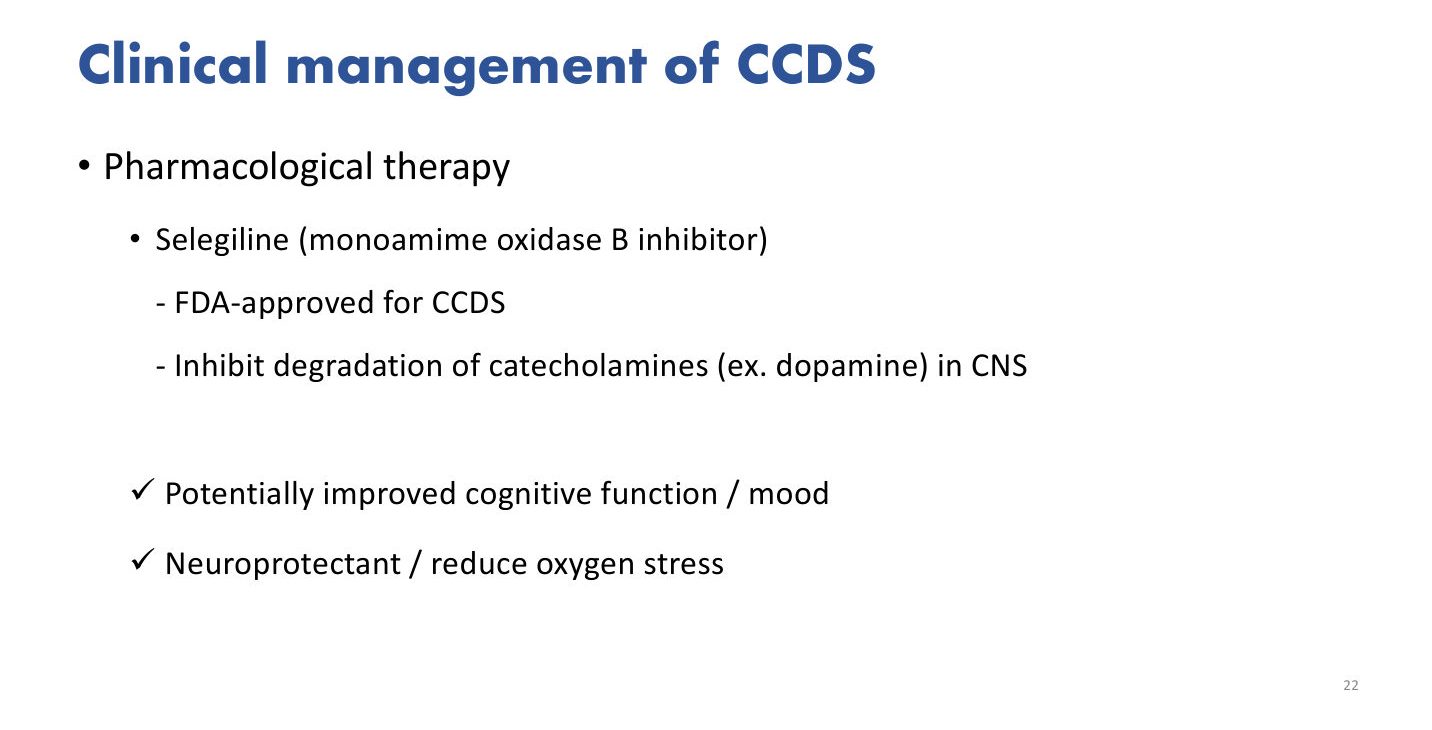 Clinical management of CCDS
• Pharmacological therapy
• Selegiline (monoamime oxidase B inhibitor)
- FDA-approved for CCDS
- Inhibit degradation of catecholamines (ex. dopamine) in CNS
✓ Potentially improved cognitive function / mood
✓ Neuroprotectant / reduce oxygen stress
22